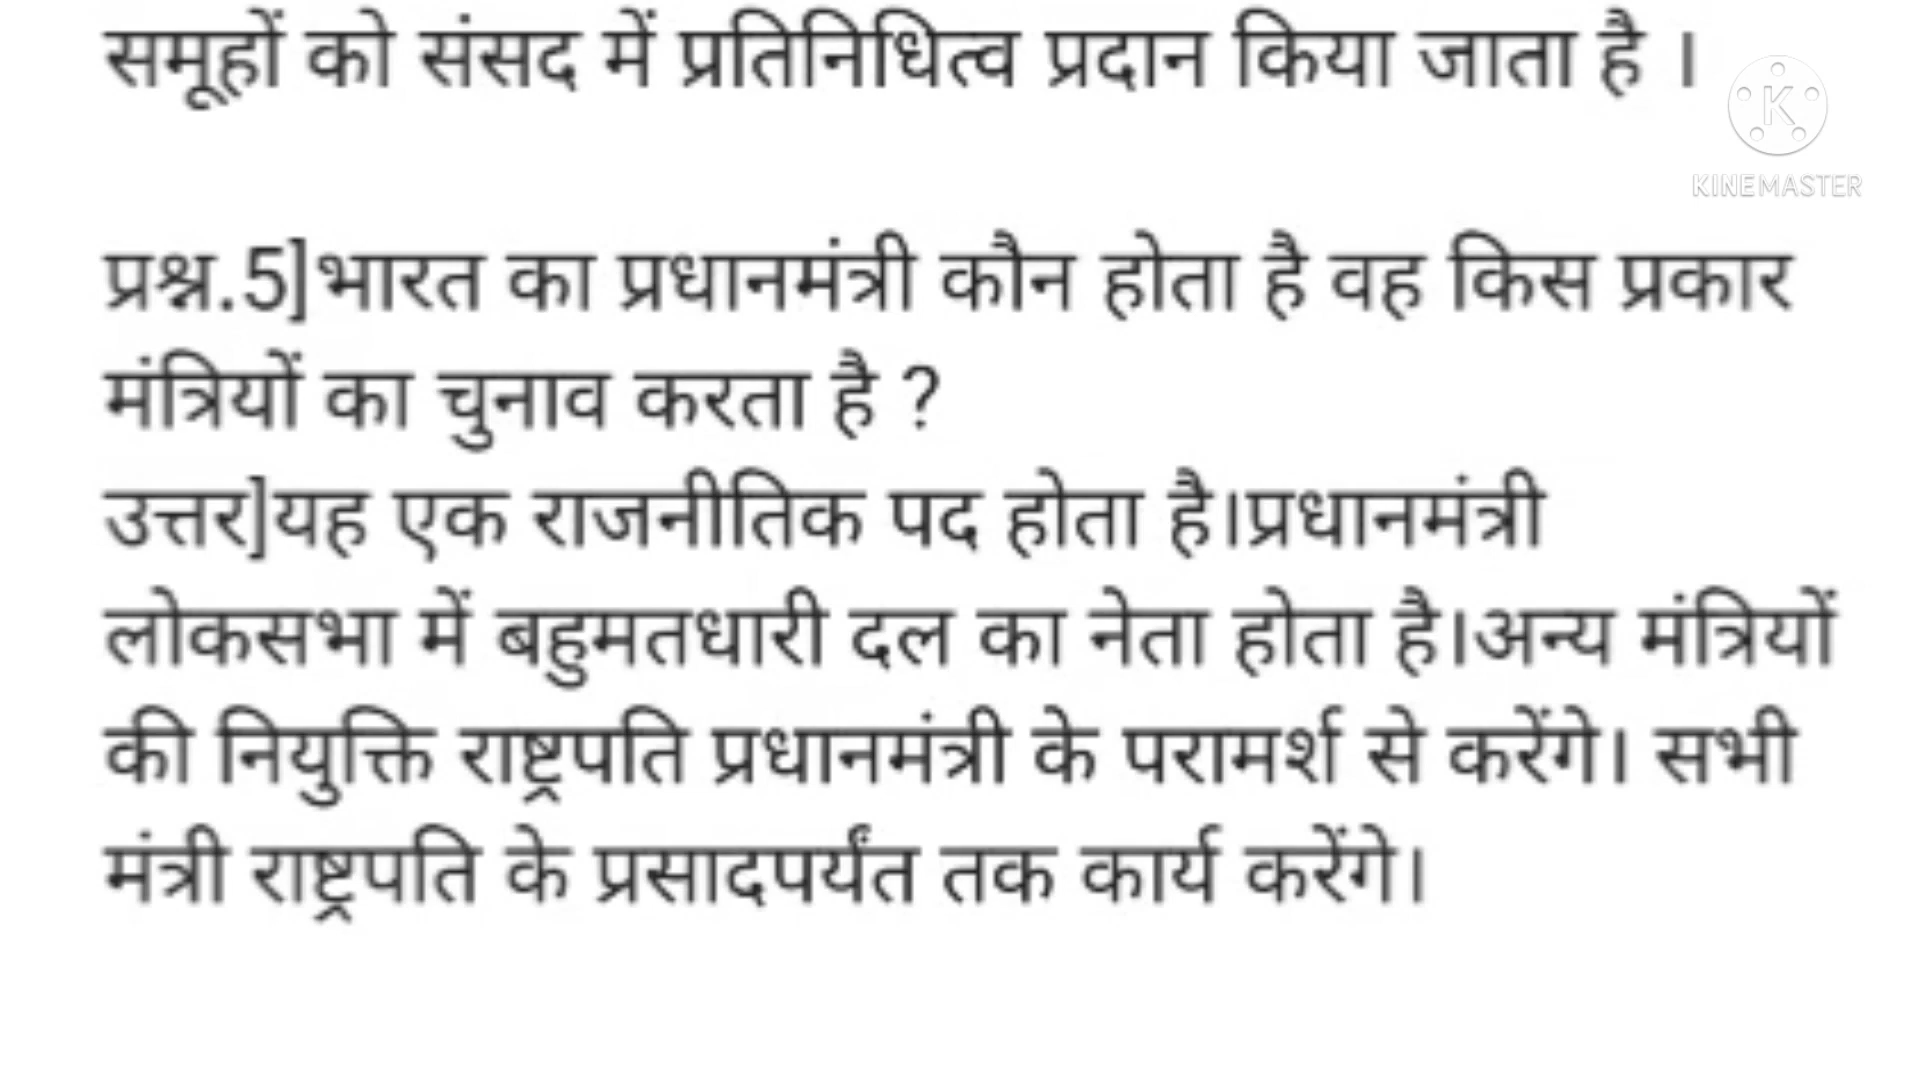 समूहों को संसद में प्रतिनिधित्व प्रदान किया जाता है ।
K
KINEMASTER
प्रश्न.5]भारत का प्रधानमंत्री कौन होता है वह किस प्रकार
मंत्रियों का चुनाव करता है ?
उत्तर]यह एक राजनीतिक पद होता है।प्रधानमंत्री
लोकसभा में बहुमतधारी दल का नेता होता है।अन्य मंत्रियों
की नियुक्ति राष्ट्रपति प्रधानमंत्री के परामर्श से करेंगे। सभी
मंत्री राष्ट्रपति के प्रसादपर्यंत तक कार्य करेंगे।